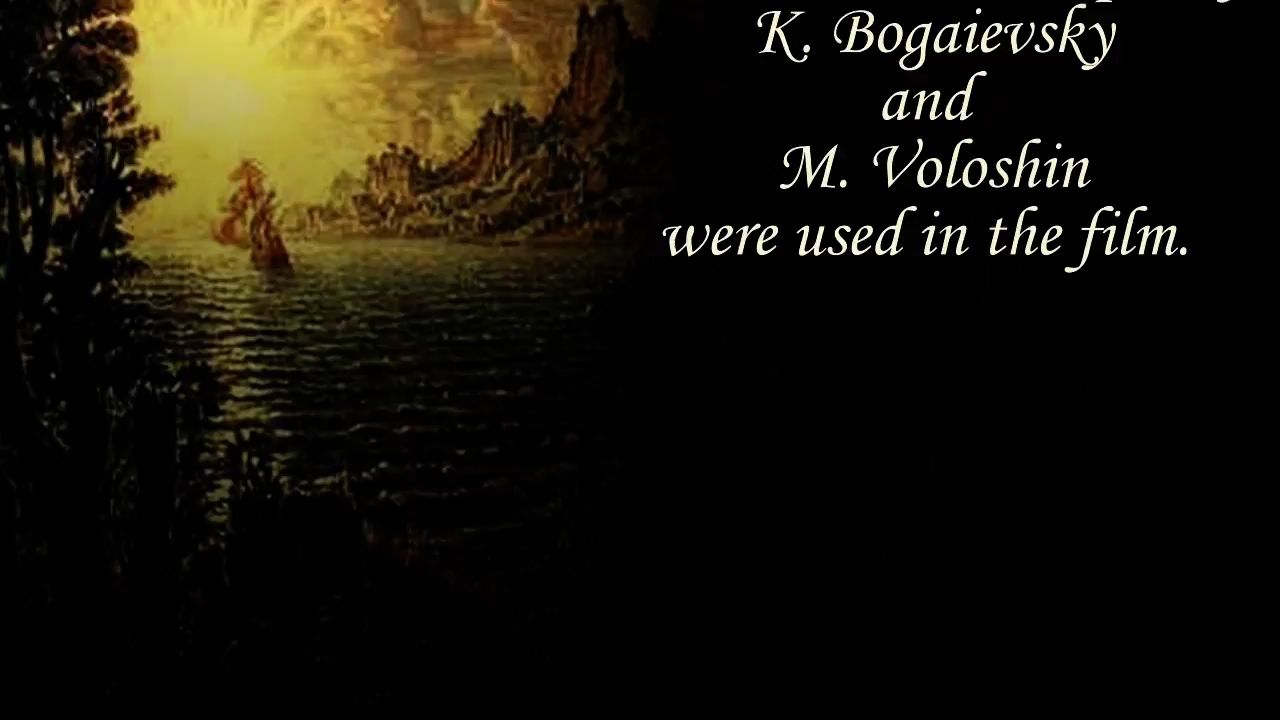 K. Bogaievsky
and
M. Voloshin
were used in the film.